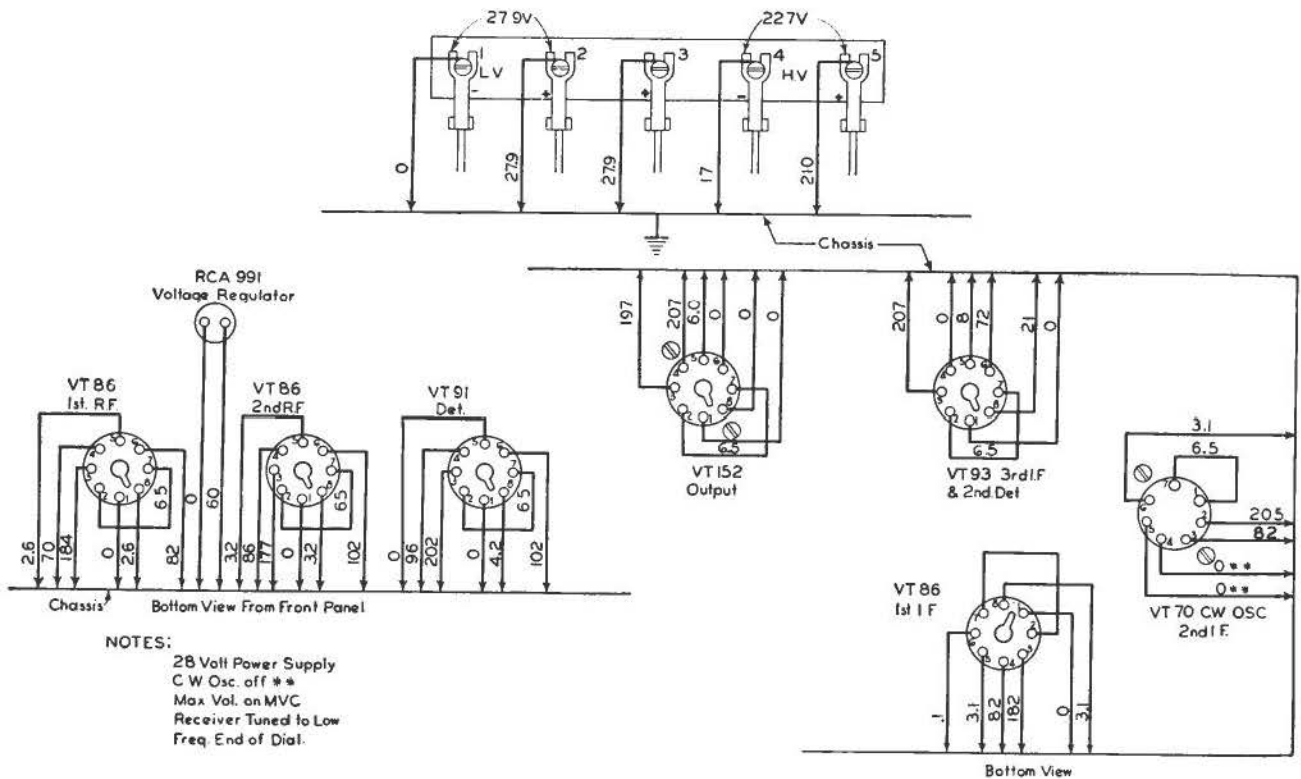 27.9V
227V
1
2
3
4
5
L.V
H.V
-
+
+
-
+
0
27.9
27.9
17
210
Chassis
RCA 991
Voltage Regulator
197
207
6.0
0
0
0
207
0
8
72
21
0
VT 86
1st. R.F.
VT 86
2nd R.F
VT 91
Det.
6.5
VT 152
Output
6.5
VT 93 3rd I.F
& 2nd. Det
3.1
6.5
205
82
0**
0**
VT 70 CW OSC
2nd I F.
6.5
6.5
6.5
2.6
70
184
0
2.6
82
0
60
3.2
86
177
0
3.2
102
0
96
202
0
4.2
102
Chassis
Bottom View From Front Panel
VT 86
1st I F
.1
3.1
82
182
0
3.1
Bottom View
NOTES:
28 Volt Power Supply
C W Osc. off **
Max Vol. on MVC
Receiver Tuned to Low
Freq. End of Dial.